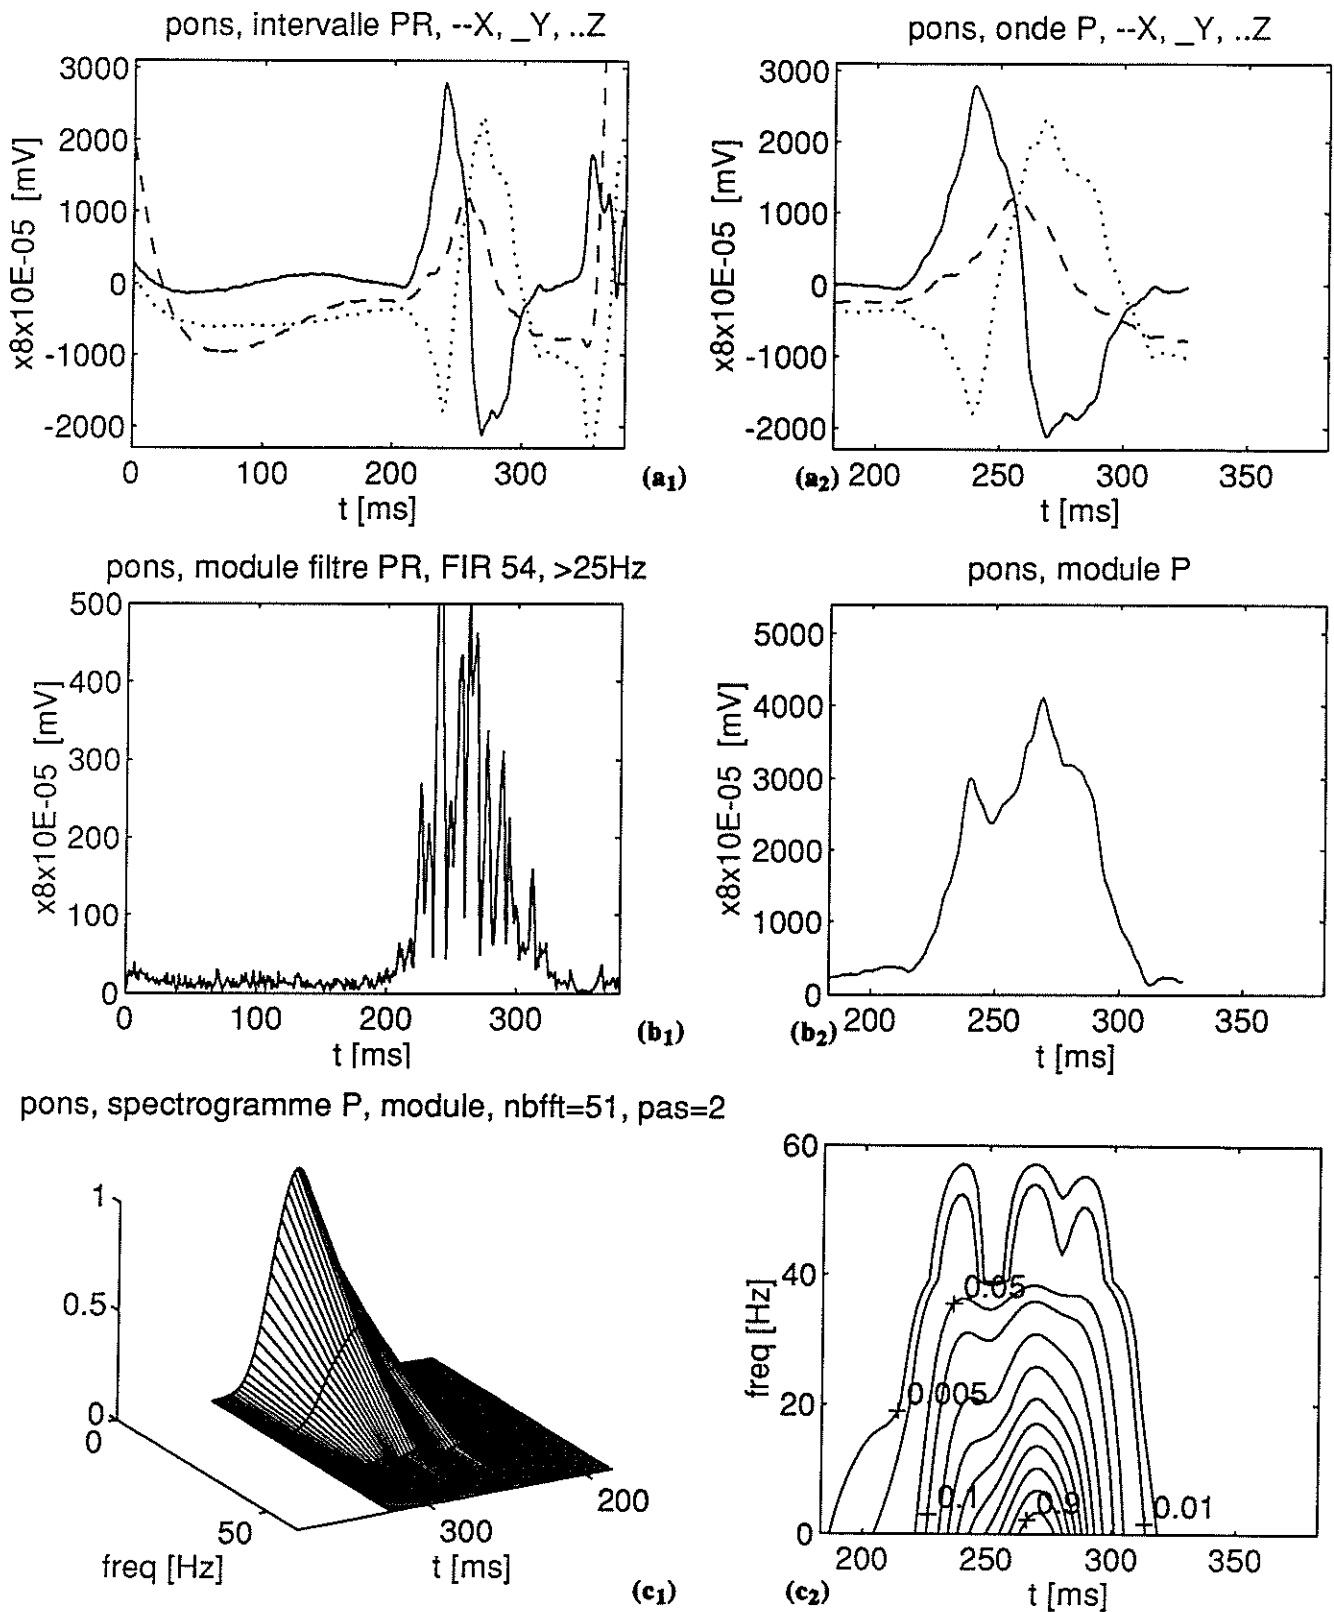 pons, intervalle PR, --X, _Y, ..Z
x8x10E-05 [mV]
3000
2000
1000
0
-1000
-2000
0
100
200
300
(a1)
t [ms]
pons, onde P, --X, _Y, ..Z
x8x10E-05 [mV]
3000
2000
1000
0
-1000
-2000
(a2)
200
250
300
350
t [ms]
pons, module filtre PR, FIR 54, >25Hz
x8x10E-05 [mV]
500
400
300
200
100
0
0
100
200
300
(b1)
t [ms]
pons, module P
x8x10E-05 [mV]
5000
4000
3000
2000
1000
0
(b2)
200
250
300
350
t [ms]
pons, spectrogramme P, module, nbfft=51, pas=2
1
0.5
0
0
50
freq [Hz]
300
200
t [ms]
(c1)
freq [Hz]
60
40
20
0
0.05
0.005
0.1
0.9
0.01
200
250
300
350
(c2)
t [ms]